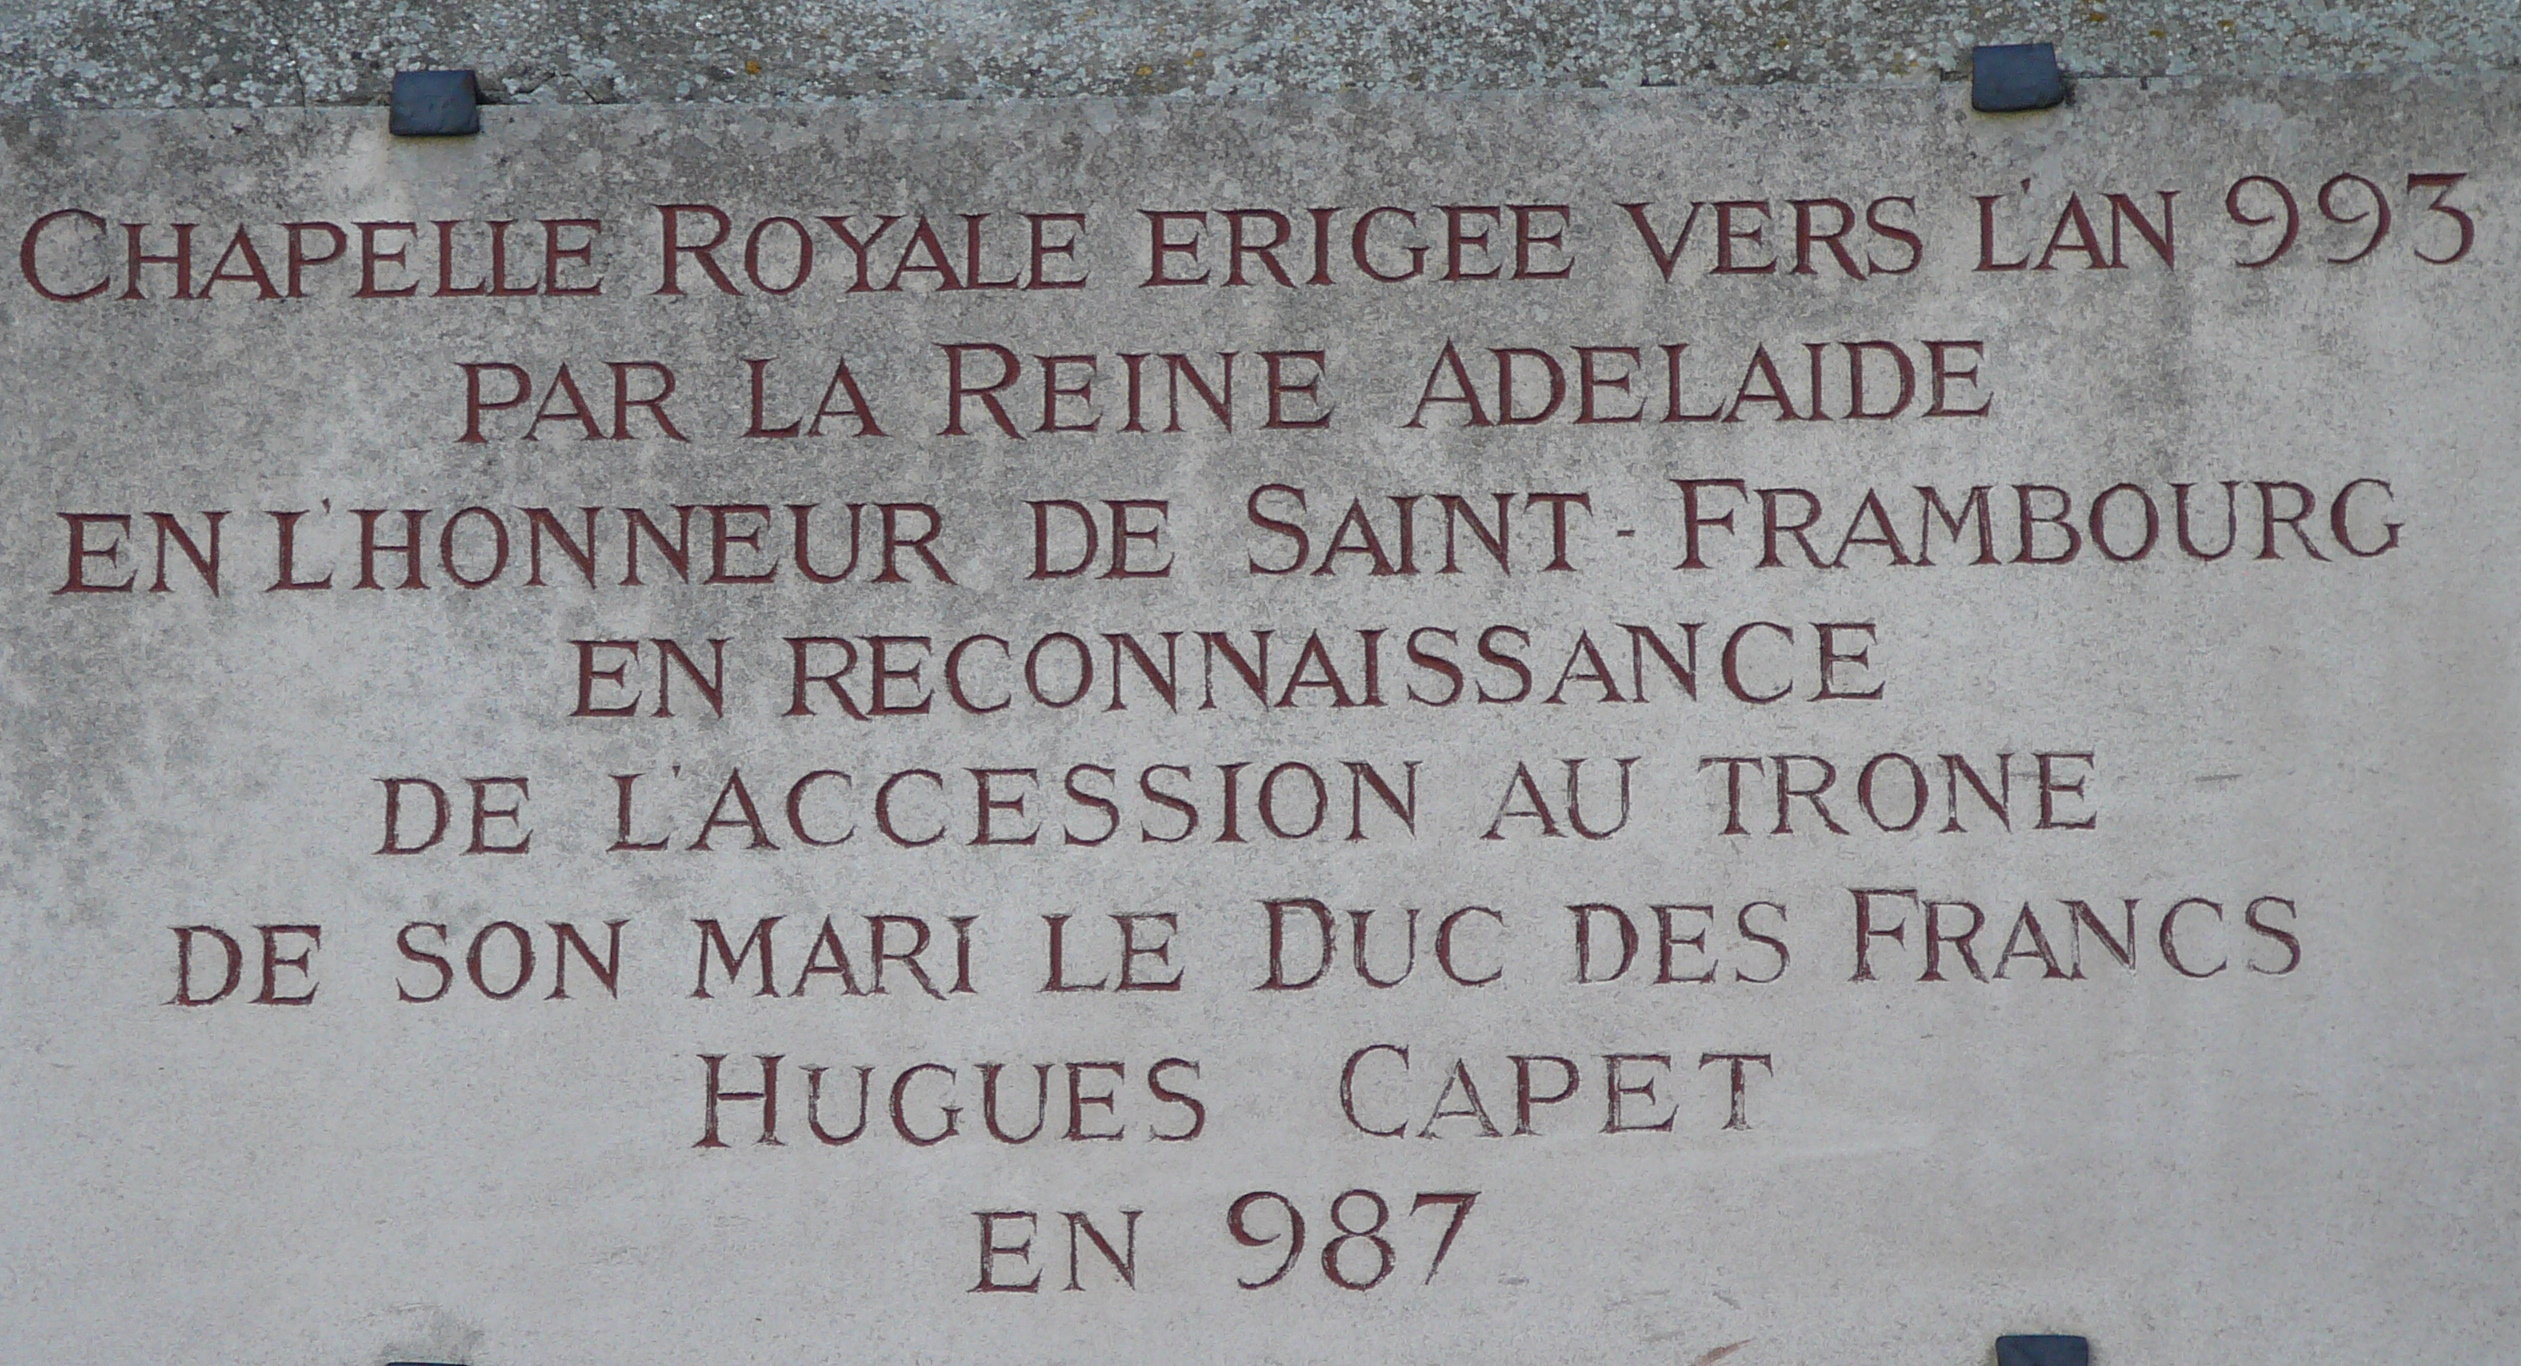 CHAPELLE ROYALE ERIGEE VERS L'AN 993
PAR LA REINE ADELAIDE
EN L'HONNEUR DE SAINT-FRAMBOURG
EN RECONNAISSANCE
DE L'ACCESSION AU TRONE
DE SON MARI LE DUC DES FRANCS
HUGUES CAPET
EN 987